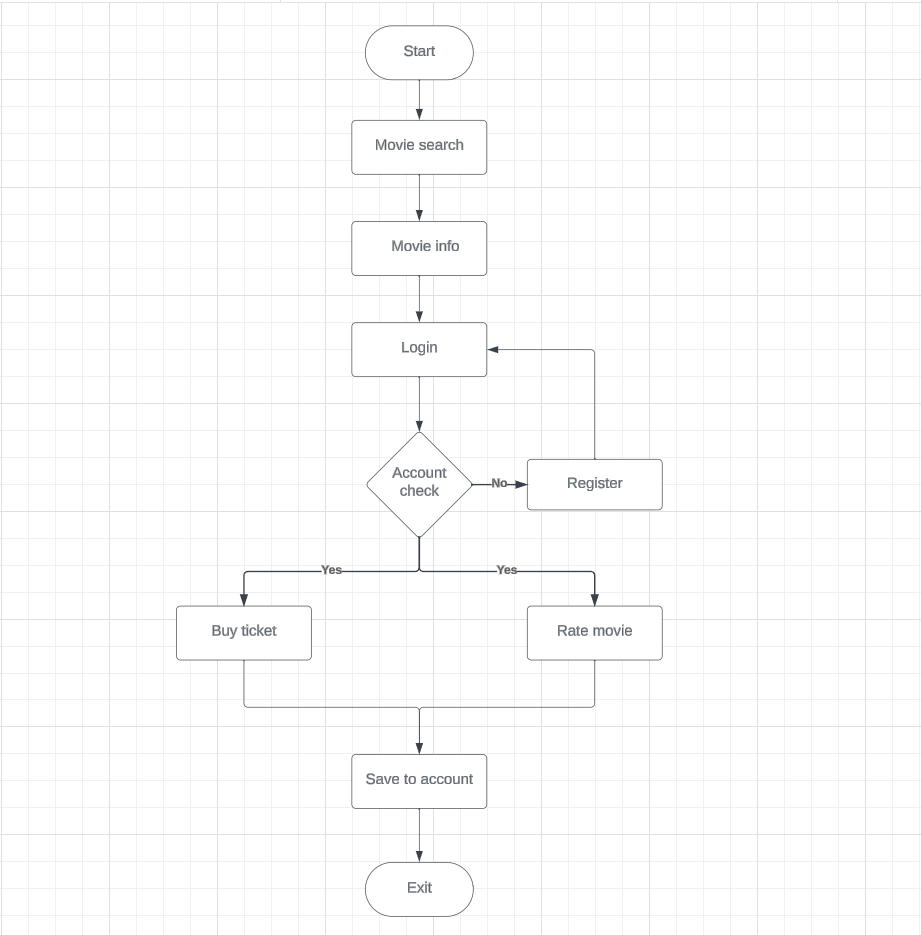 Start
Movie search
Movie info
Login
Account
check
No
Register
Yes
Yes
Buy ticket
Rate movie
Save to account
Exit